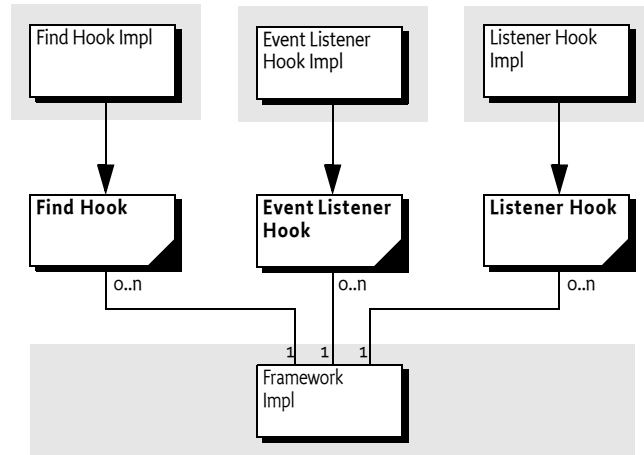 Find Hook Impl
Event Listener
Hook Impl
Listener Hook
Impl
Find Hook
Event Listener
Hook
Listener Hook
0..n
0..n
0..n
1
1
1
Framework
Impl